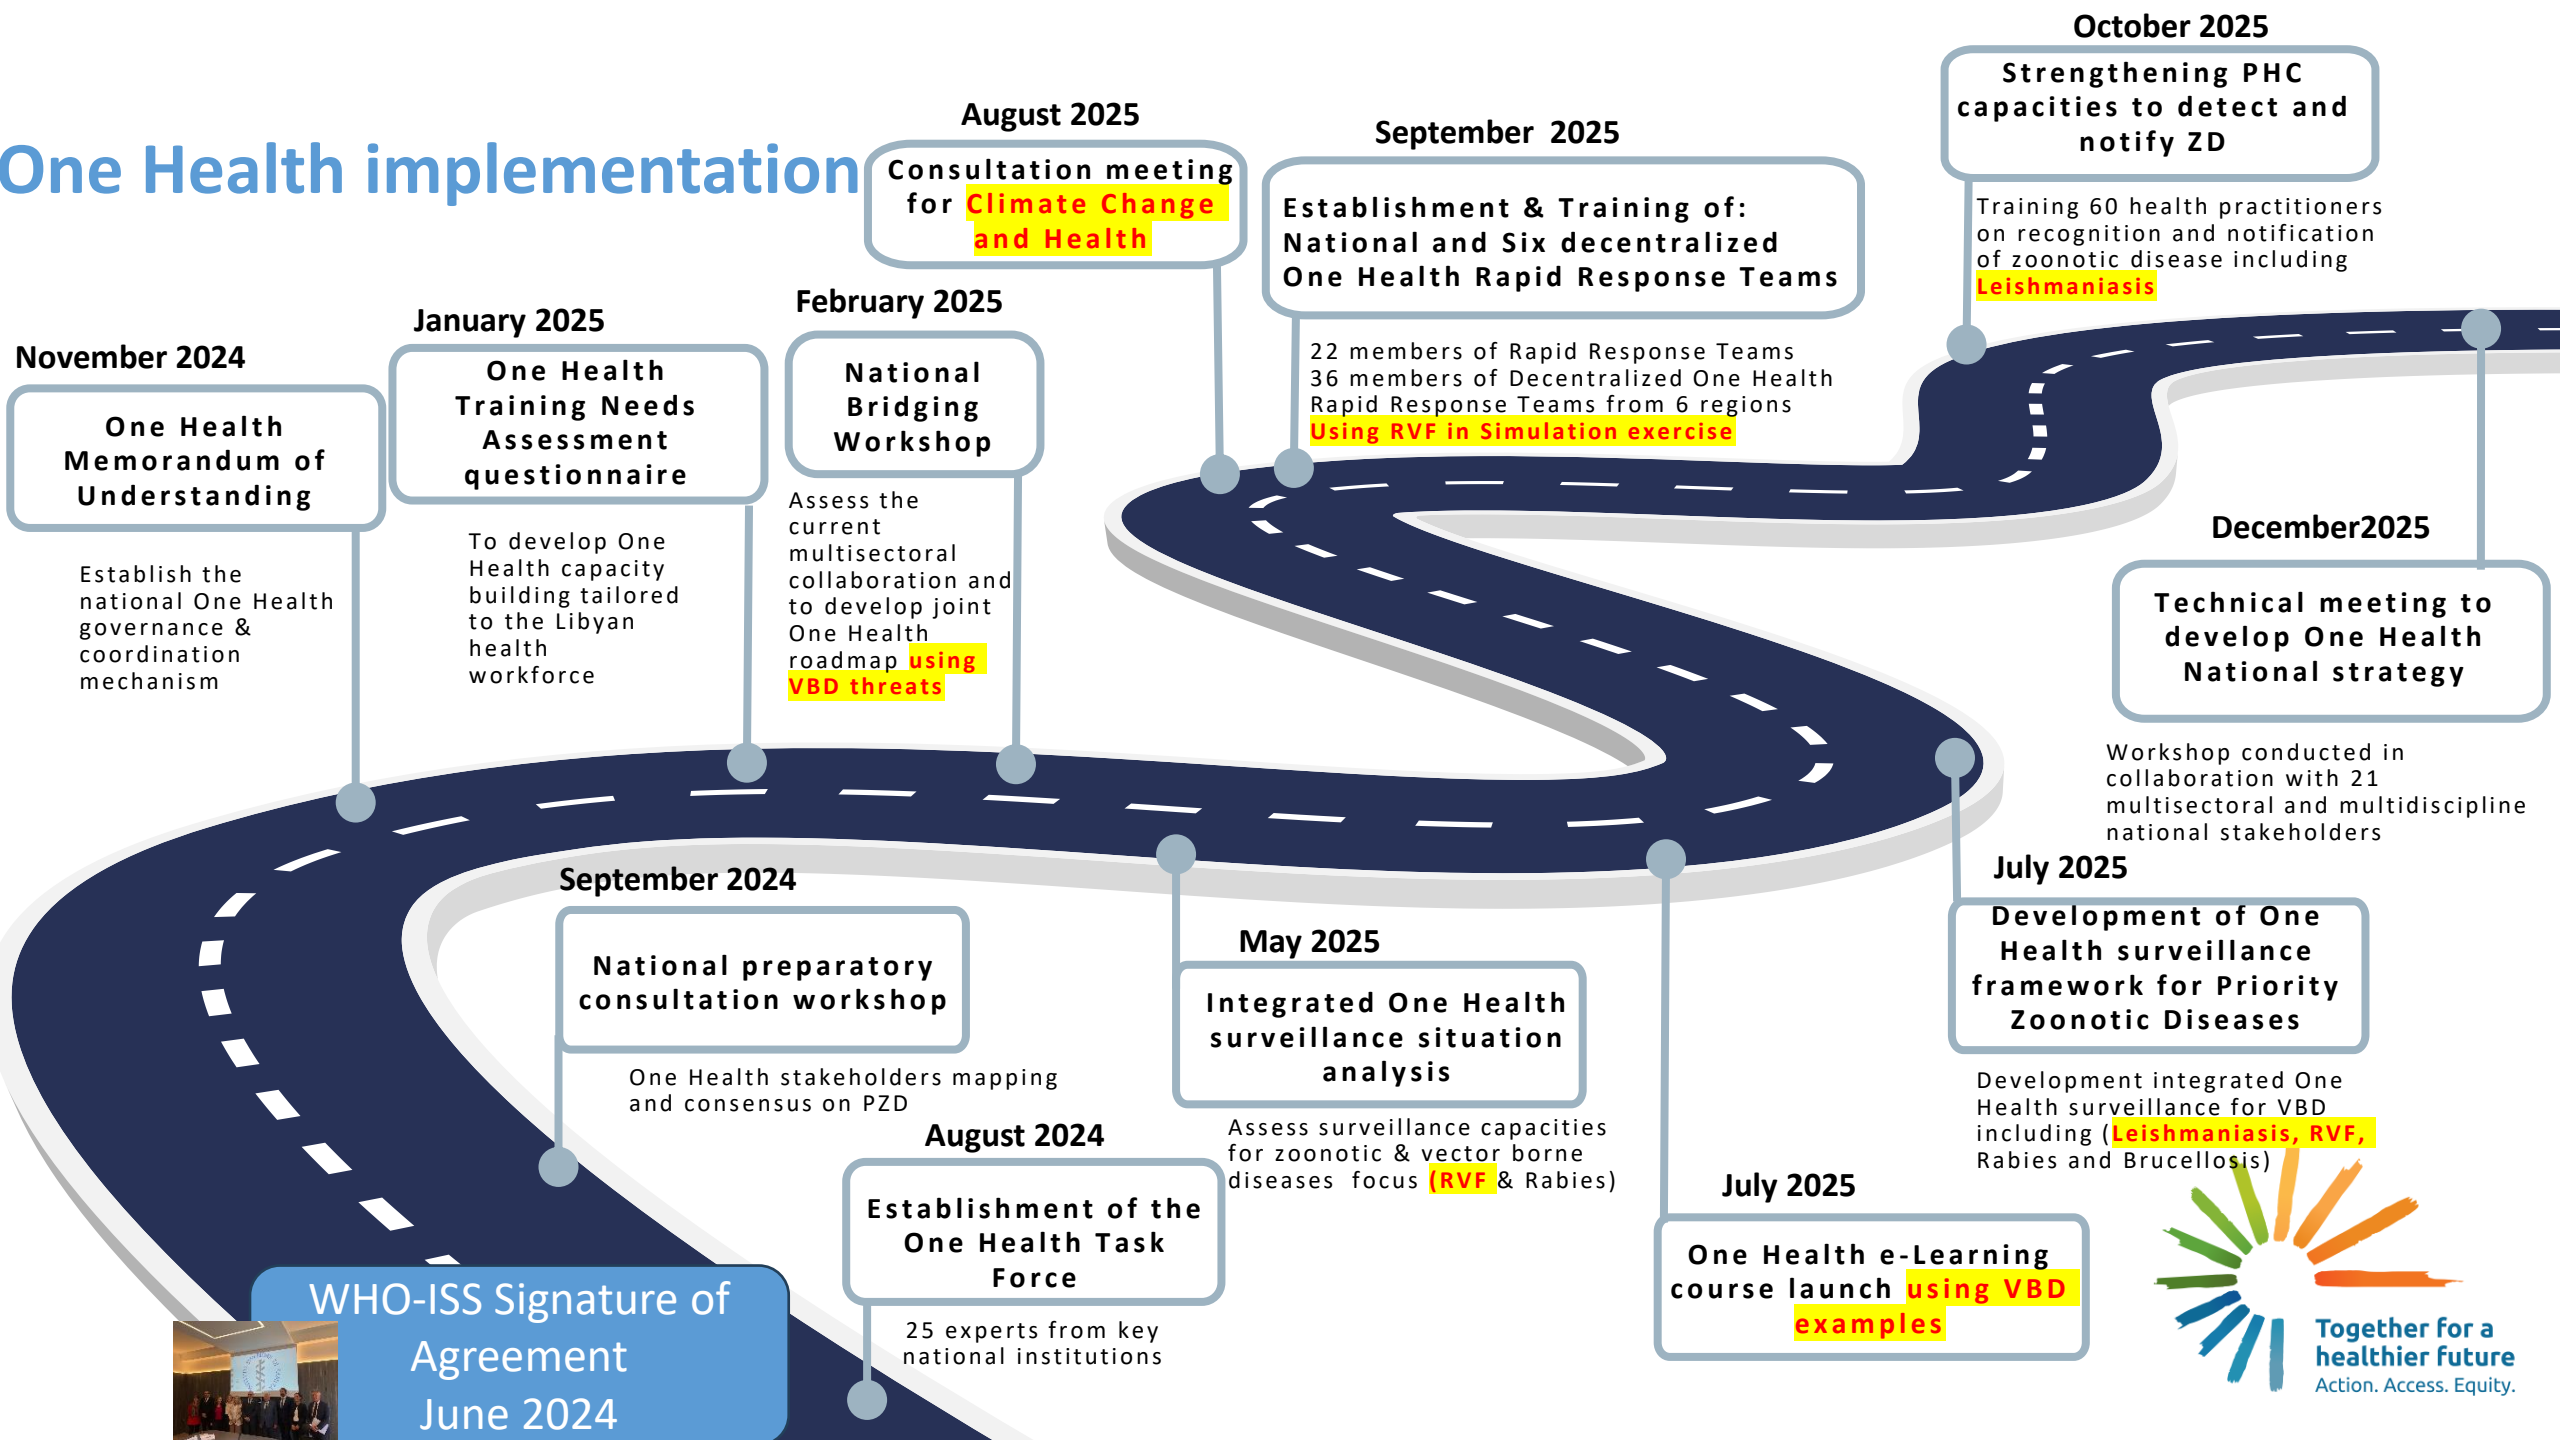 One Health implementation
WHO-ISS Signature of
Agreement
June 2024
August 2024
Establishment of the
One Health Task
Force
25 experts from key
national institutions
September 2024
National preparatory
consultation workshop
One Health stakeholders mapping
and consensus on PZD
November 2024
One Health
Memorandum of
Understanding
Establish the
national One Health
governance &
coordination
mechanism
January 2025
One Health
Training Needs
Assessment
questionnaire
To develop One
Health capacity
building tailored
to the Libyan
health
workforce
February 2025
National
Bridging
Workshop
Assess the
current
multisectoral
collaboration and
to develop joint
One Health
roadmap using
VBD threats
May 2025
Integrated One Health
surveillance situation
analysis
Assess surveillance capacities
for zoonotic & vector borne
diseases focus (RVF & Rabies)
July 2025
One Health e-Learning
course launch using VBD
examples
July 2025
Development of One
Health surveillance
framework for Priority
Zoonotic Diseases
Development integrated One
Health surveillance for VBD
including (Leishmaniasis, RVF,
Rabies and Brucellosis)
August 2025
Consultation meeting
for Climate Change
and Health
September 2025
Establishment & Training of:
National and Six decentralized
One Health Rapid Response Teams
22 members of Rapid Response Teams
36 members of Decentralized One Health
Rapid Response Teams from 6 regions
Using RVF in Simulation exercise
October 2025
Strengthening PHC
capacities to detect and
notify ZD
Training 60 health practitioners
on recognition and notification
of zoonotic disease including
Leishmaniasis
December2025
Technical meeting to
develop One Health
National strategy
Workshop conducted in
collaboration with 21
multisectoral and multidiscipline
national stakeholders
Together for a
healthier future
Action. Access. Equity.